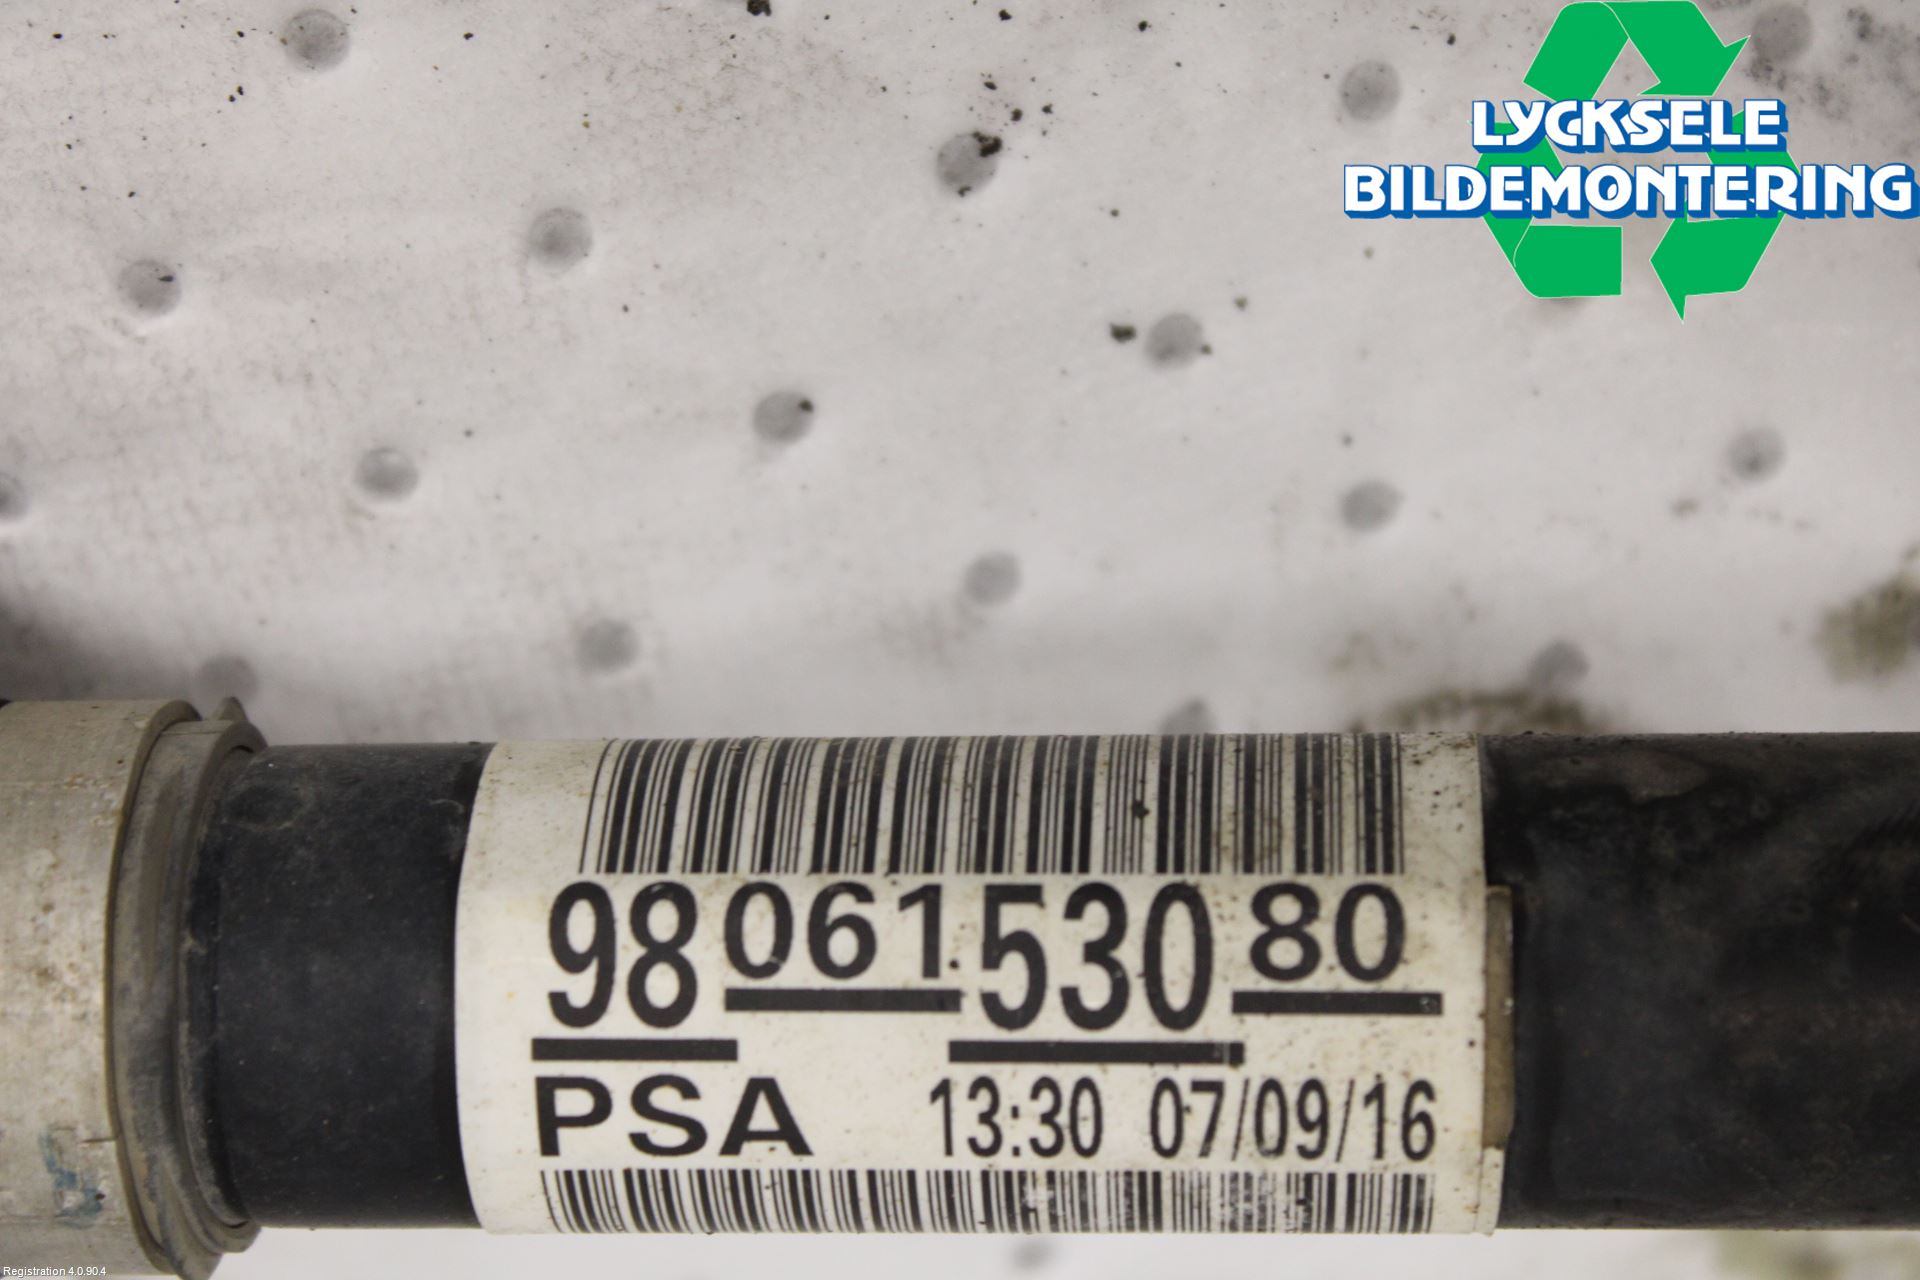 LYCKSELE
BILDEMONTERING
98 061 530 80
PSA 13:30 07/09/16
Registration 4.0.90.4